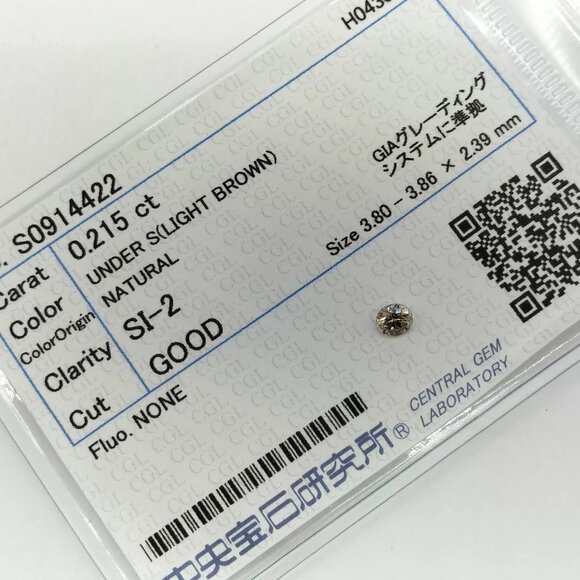 H043
S0914422
Carat 0.215 ct
Color UNDER S(LIGHT BROWN)
ColorOrigin NATURAL
Clarity SI-2
Cut GOOD
Fluo. NONE
GIAグレーディング
システムに準拠
Size 3.80 - 3.86 × 2.39 mm
中央宝石研究所®
CENTRAL GEM
LABORATORY
CGL